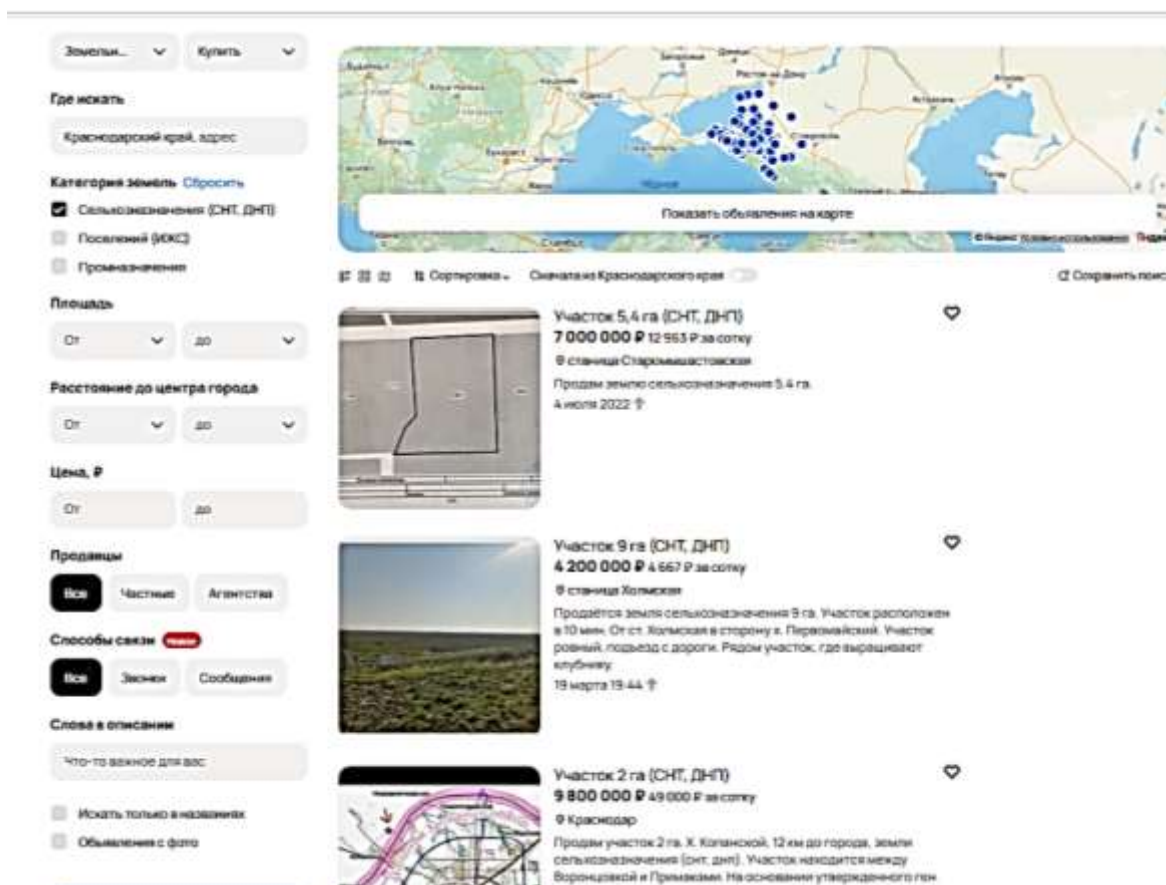 Земельн... Купить
Где искать
Краснодарский край, адрес
Категория земель Сбросить
Сельхозназначения (СНТ, ДНП)
Поселений (ИЖС)
Промназначения
Площадь
От до
Расстояние до центра города
От до
Цена, ₽
От до
Продавцы
Все Частные Агентства
Способы связи Новое
Все Звонки Сообщения
Слова в описании
Что-то важное для вас
Искать только в названиях
Объявления с фото
Ростов-на-Дону
Астрахань
Ставрополь
Одесса
Бухарест
Показать объявления на карте
Сортировка Сначала из Краснодарского края
Сохранить поис
Участок 5,4 га (СНТ, ДНП)
7 000 000 ₽ 12 963 ₽ за сотку
станица Старомышастовская
Продам землю сельхозназначения 5.4 га.
4 июля 2022
Участок 9 га (СНТ, ДНП)
4 200 000 ₽ 4 667 ₽ за сотку
станица Холмская
Продаётся земля сельхозназначения 9 га. Участок расположен
в 10 мин. От ст. Холмская в сторону х. Первомайский. Участок
ровный, подьезд с дороги. Рядом участок, где выращивают
клубнику.
19 марта 19:44
Участок 2 га (СНТ, ДНП)
9 800 000 ₽ 49 000 ₽ за сотку
Краснодар
Продам участок 2 га. Х. Копанской, 12 км до города, земли
сельхозназначения (снт, днп). Участок находится между
Воронцовкой и Примаками. На основании утвержденного ген